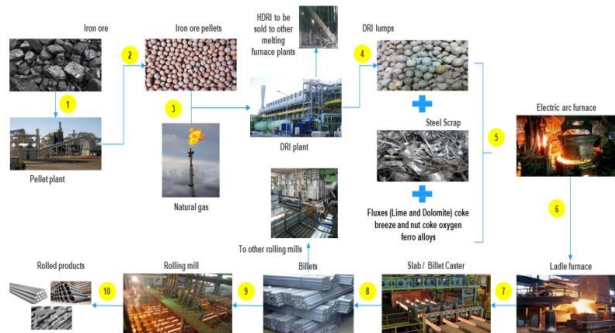 Iron ore
Iron ore pellets
HDRI to be
sold to other
melting
furnace plants
DRI lumps
2
4
1
3
5
Pellet plant
Natural gas
DRI plant
Steel Scrap
Electric arc furnace
Fluxes (Lime and Dolomite) coke
breeze and nut coke oxygen
ferro alloys
6
To other rolling mills
Rolled products
Rolling mill
Billets
Slab / Billet Caster
Ladle furnace
10
9
8
7